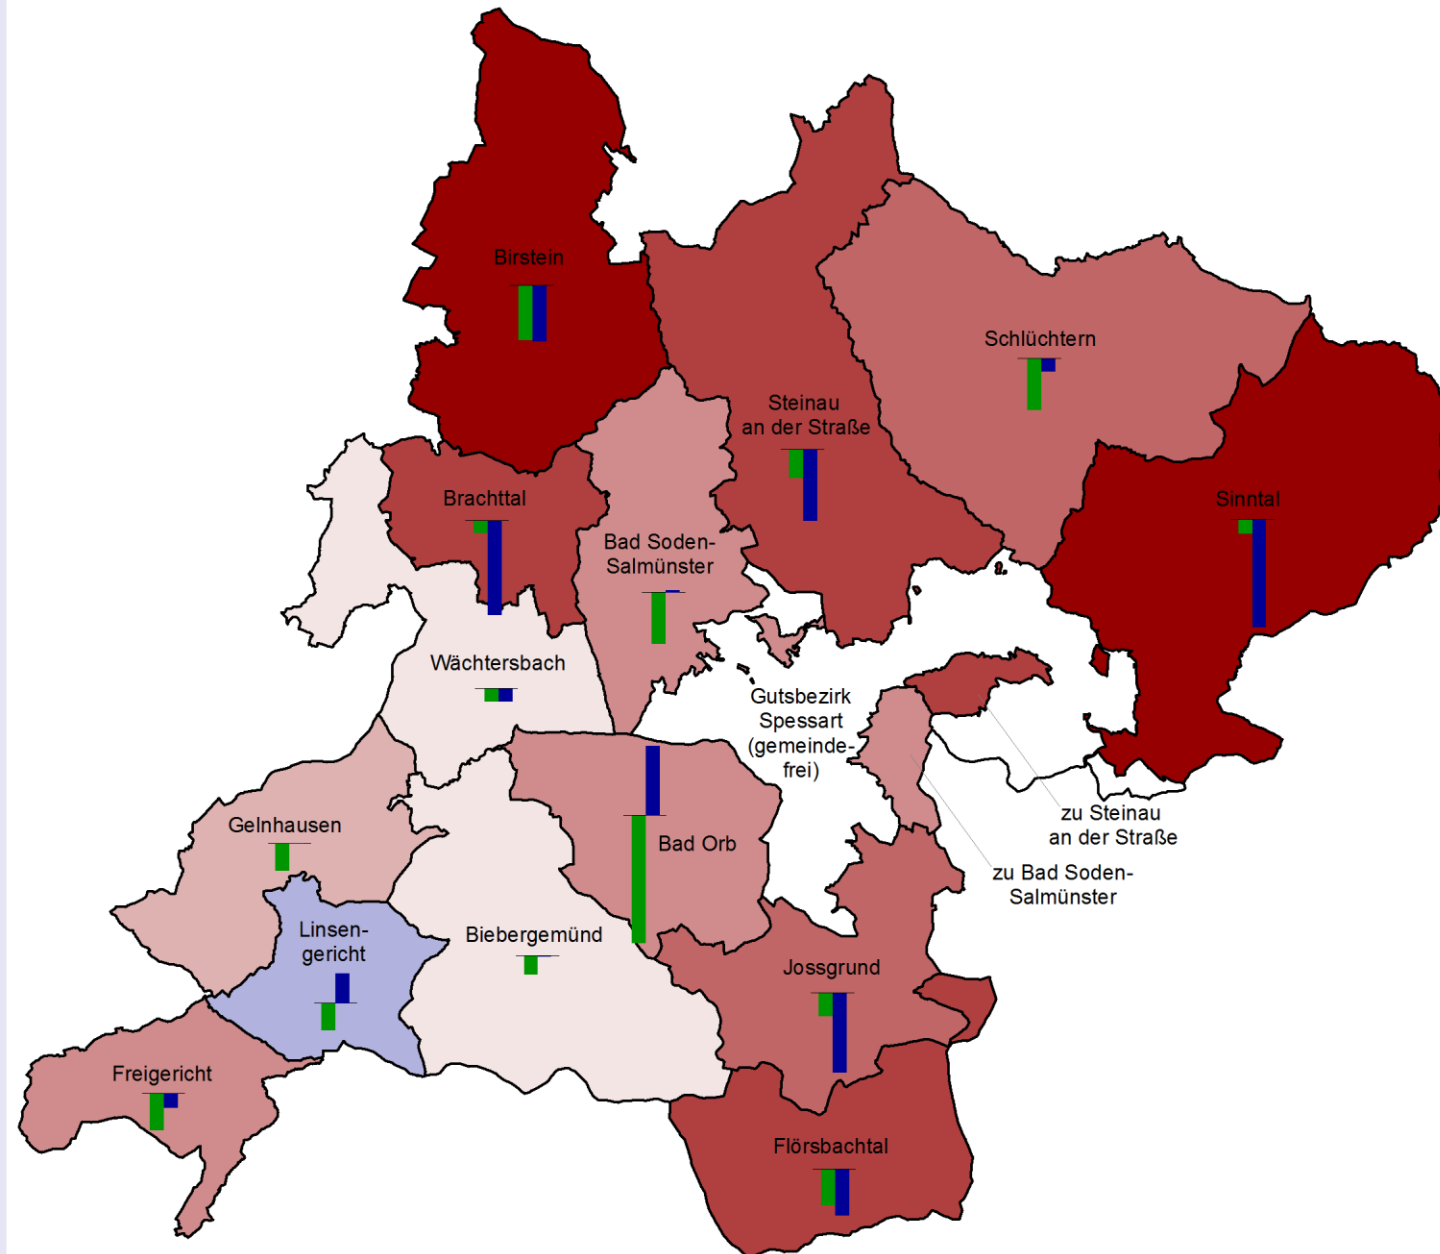 Birstein
Schlüchtern
Steinau
an der Straße
Brachttal
Sinntal
Bad Soden-
Salmünster
Wächtersbach
Gutsbezirk
Spessart
(gemeinde-
frei)
zu Steinau
an der Straße
Gelnhausen
Bad Orb
zu Bad Soden-
Salmünster
Linsen-
gericht
Biebergemünd
Jossgrund
Freigericht
Flörsbachtal